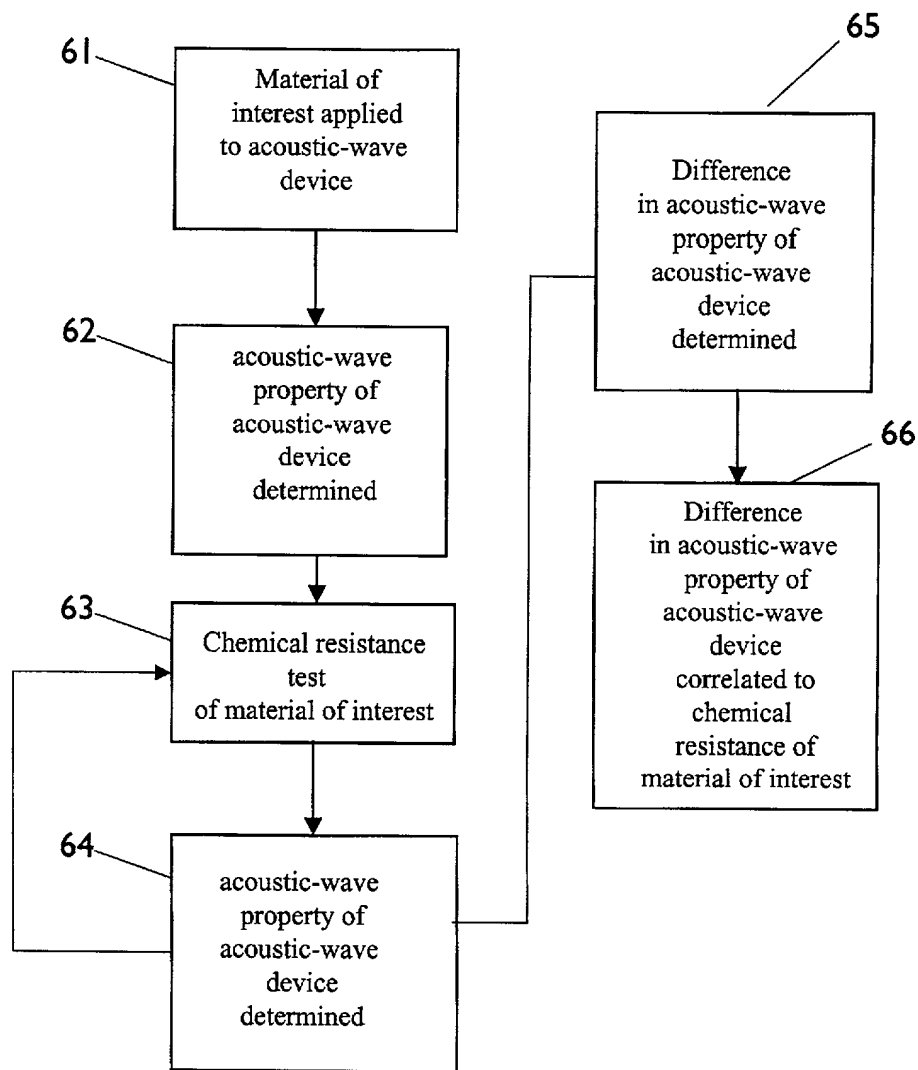 61
Material of
interest applied
to acoustic-wave
device
62
acoustic-wave
property of
acoustic-wave
device
determined
63
Chemical resistance
test
of material of interest
64
acoustic-wave
property of
acoustic-wave
device
determined
65
Difference
in acoustic-wave
property of
acoustic-wave
device
determined
66
Difference
in acoustic-wave
property of
acoustic-wave
device
correlated to
chemical
resistance of
material of interest